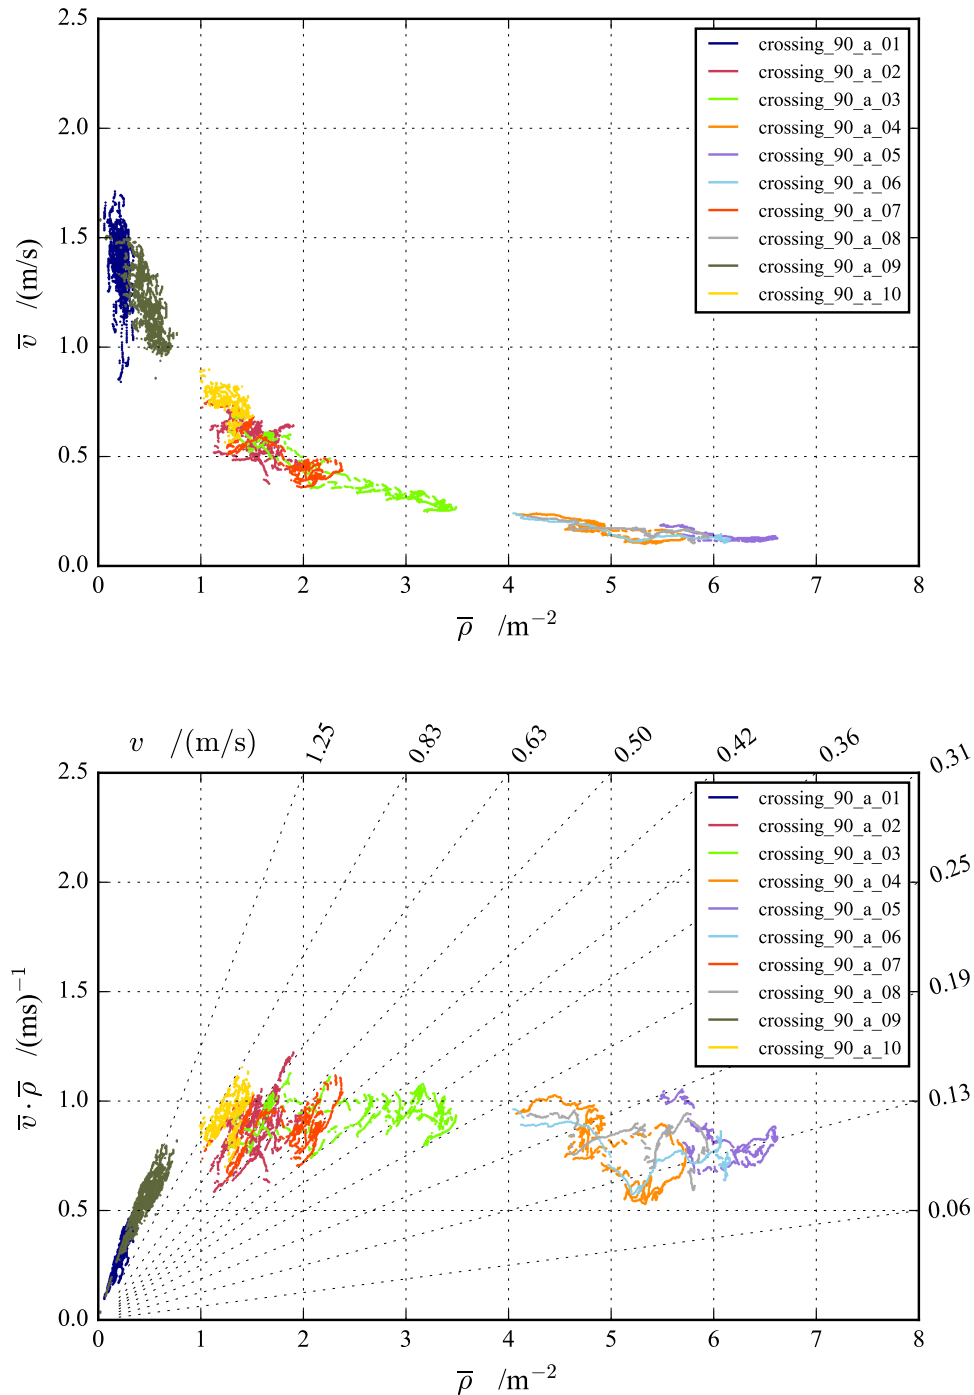 2.5
2.0
1.5
1.0
0.5
0.0
v̅ /(m/s)
crossing_90_a_01
crossing_90_a_02
crossing_90_a_03
crossing_90_a_04
crossing_90_a_05
crossing_90_a_06
crossing_90_a_07
crossing_90_a_08
crossing_90_a_09
crossing_90_a_10
0 1 2 3 4 5 6 7 8
ρ̅ /m⁻²
v /(m/s) 1.25 0.83 0.63 0.50 0.42 0.36 0.31
0.25
0.19
0.13
0.06
2.5
2.0
1.5
1.0
0.5
0.0
v̅ · ρ̅ /(ms)⁻¹
crossing_90_a_01
crossing_90_a_02
crossing_90_a_03
crossing_90_a_04
crossing_90_a_05
crossing_90_a_06
crossing_90_a_07
crossing_90_a_08
crossing_90_a_09
crossing_90_a_10
0 1 2 3 4 5 6 7 8
ρ̅ /m⁻²